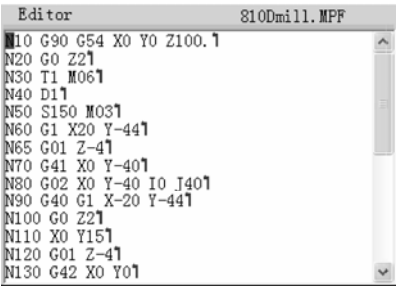 Editor 810Dmill.MPF
N10 G90 G54 X0 Y0 Z100.¶
N20 G0 Z2¶
N30 T1 M06¶
N40 D1¶
N50 S150 M03¶
N60 G1 X20 Y-44¶
N65 G01 Z-4¶
N70 G41 X0 Y-40¶
N80 G02 X0 Y-40 I0 J40¶
N90 G40 G1 X-20 Y-44¶
N100 G0 Z2¶
N110 X0 Y15¶
N120 G01 Z-4¶
N130 G42 X0 Y0¶